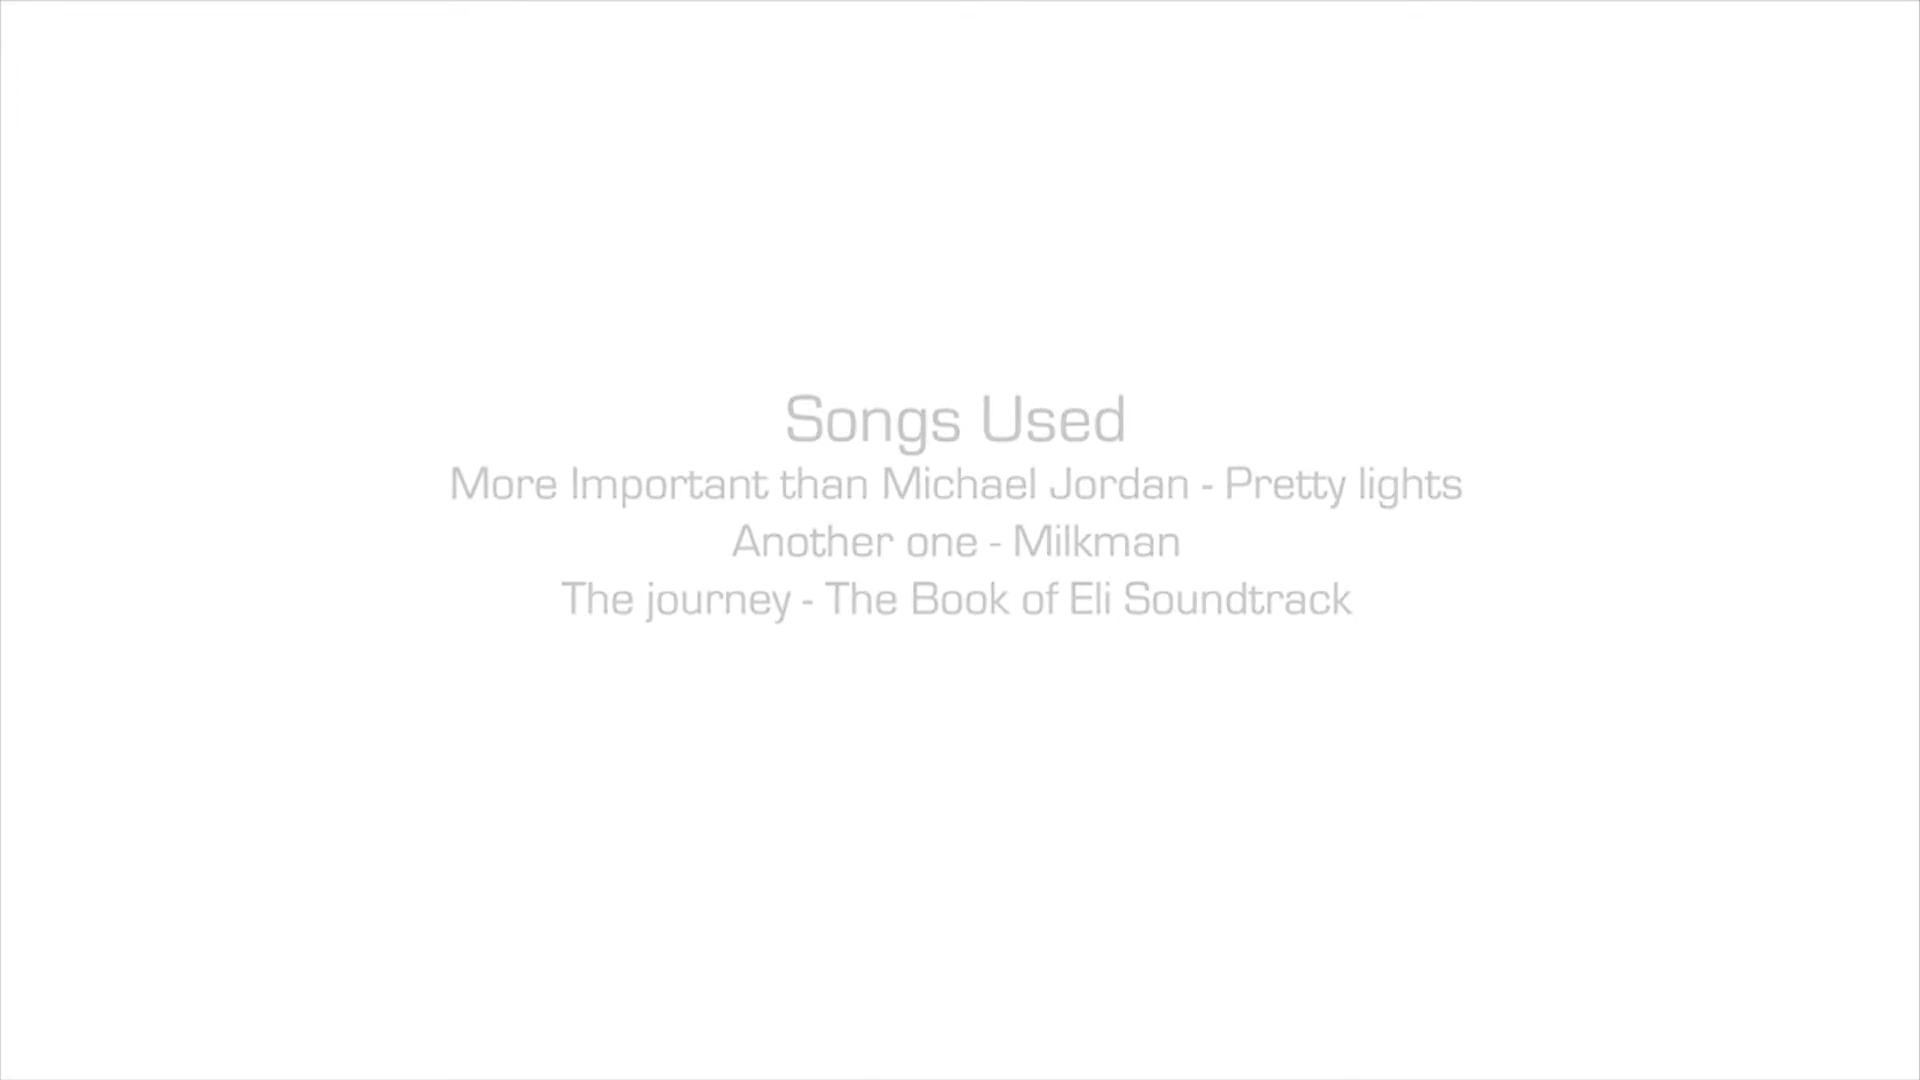 Songs Used
More Important than Michael Jordan - Pretty lights
Another one - Milkman
The journey - The Book of Eli Soundtrack